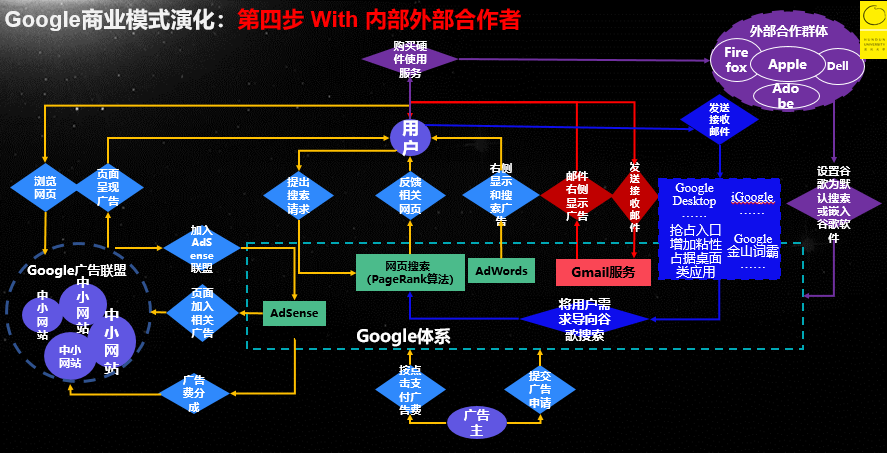 Google商业模式演化：第四步 With 内部外部合作者
购买硬
件使用
服务
外部合作群体
Fire
fox
Apple
Dell
Ado
be
发送
接收
邮件
用
户
浏览
网页
页面
呈现
广告
提出
搜索
请求
反馈
相关
网页
右侧
显示
和搜
索广
告
邮件
右侧
显示
广告
发
送
接
收
邮
件
Google
Desktop
……
抢占入口
增加粘性
占据桌面
类应用
iGoogle
……
Google
金山词霸
……
设置谷
歌为默
认搜索
或嵌入
谷歌软
件
加入
AdS
ense
联盟
Google广告联盟
中
小
网
站
中
小
网
站
中
小
网
站
中小
网站
页面
加入
相关
广告
AdSense
网页搜索
(PageRank算法)
AdWords
Gmail服务
将用户需
求导向谷
歌搜索
Google体系
广告
费分
成
按点
击支
付广
告费
提交
广告
申请
广告
主